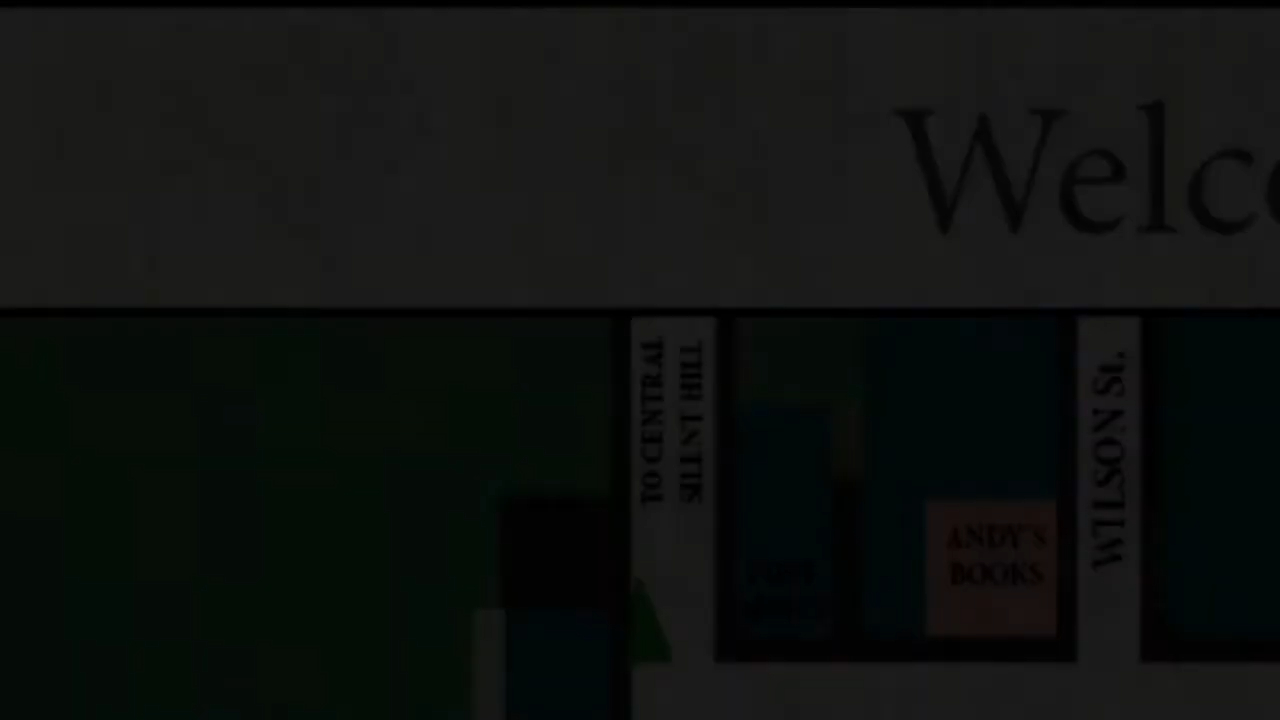 Welc
TO CENTRAL
SILENT HILL
WILSON St.
ANDY'S
BOOKS